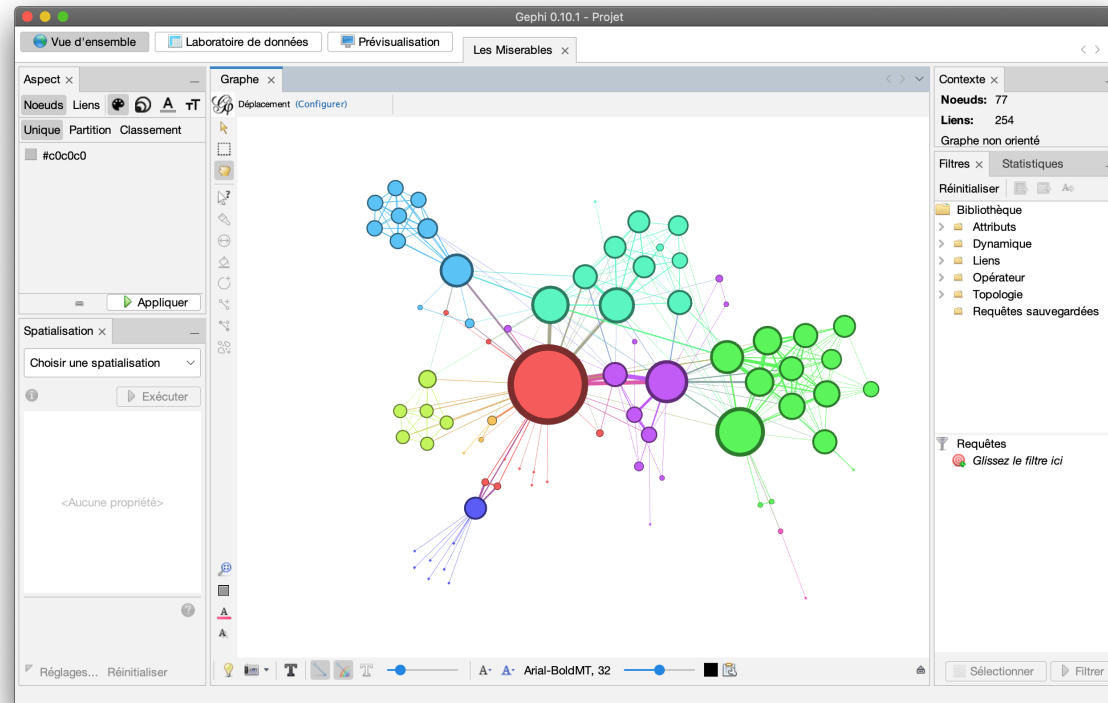 Gephi 0.10.1 - Projet
Vue d'ensemble
Laboratoire de données
Prévisualisation
Les Miserables ×
Aspect ×
Noeuds Liens A тT
Unique Partition Classement
#c0c0c0
Appliquer
Spatialisation ×
Choisir une spatialisation
Exécuter
<Aucune propriété>
Réglages... Réinitialiser
Graphe ×
Déplacement (Configurer)
A
A
T T A- A- Arial-BoldMT, 32
Contexte ×
Noeuds: 77
Liens: 254
Graphe non orienté
Filtres × Statistiques
Réinitialiser
Bibliothèque
Attributs
Dynamique
Liens
Opérateur
Topologie
Requêtes sauvegardées
Requêtes
Glissez le filtre ici
Sélectionner Filtrer